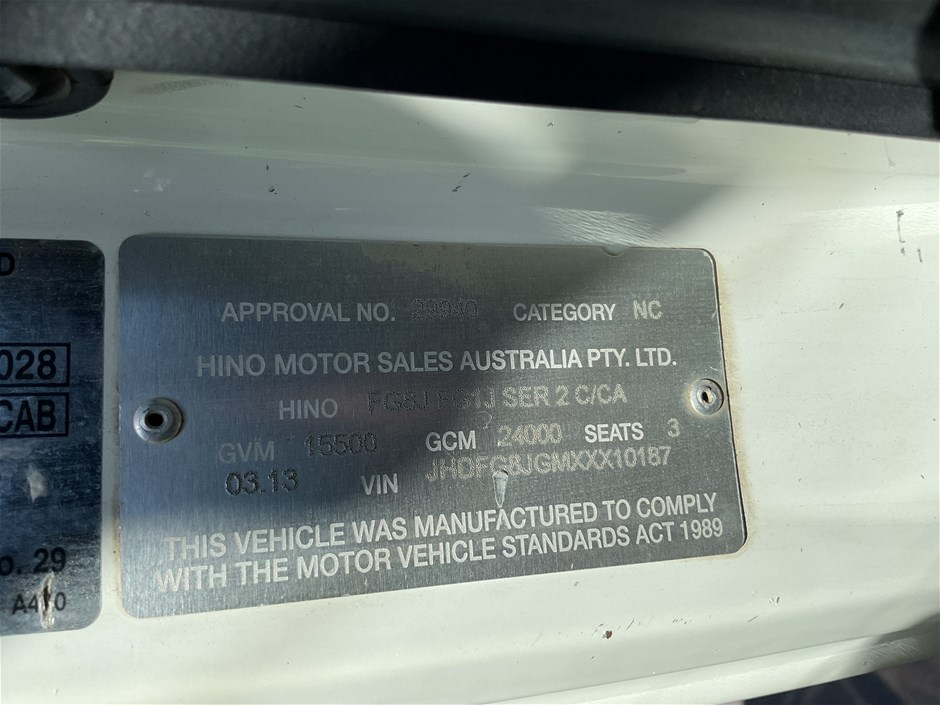 D
028
CAB
o. 29
APPROVAL NO. CATEGORY NC
HINO MOTOR SALES AUSTRALIA PTY. LTD.
HINO FG8J SER 2 C/CA
GVM 15500 GCM 24000 SEATS 3
03.13 VIN JHDFG8JGMXXX10187
THIS VEHICLE WAS MANUFACTURED TO COMPLY
WITH THE MOTOR VEHICLE STANDARDS ACT 1989